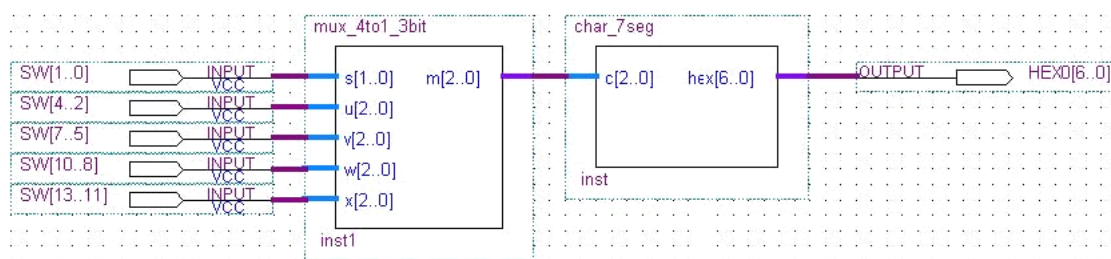 mux_4to1_3bit
char_7seg
SW[1..0] INPUT VCC
s[1..0] m[2..0]
c[2..0] hex[6..0]
OUTPUT HEX0[6..0]
SW[4..2] INPUT VCC
u[2..0]
SW[7..5] INPUT VCC
v[2..0]
SW[10..8] INPUT VCC
w[2..0]
SW[13..11] INPUT VCC
x[2..0]
inst
inst1